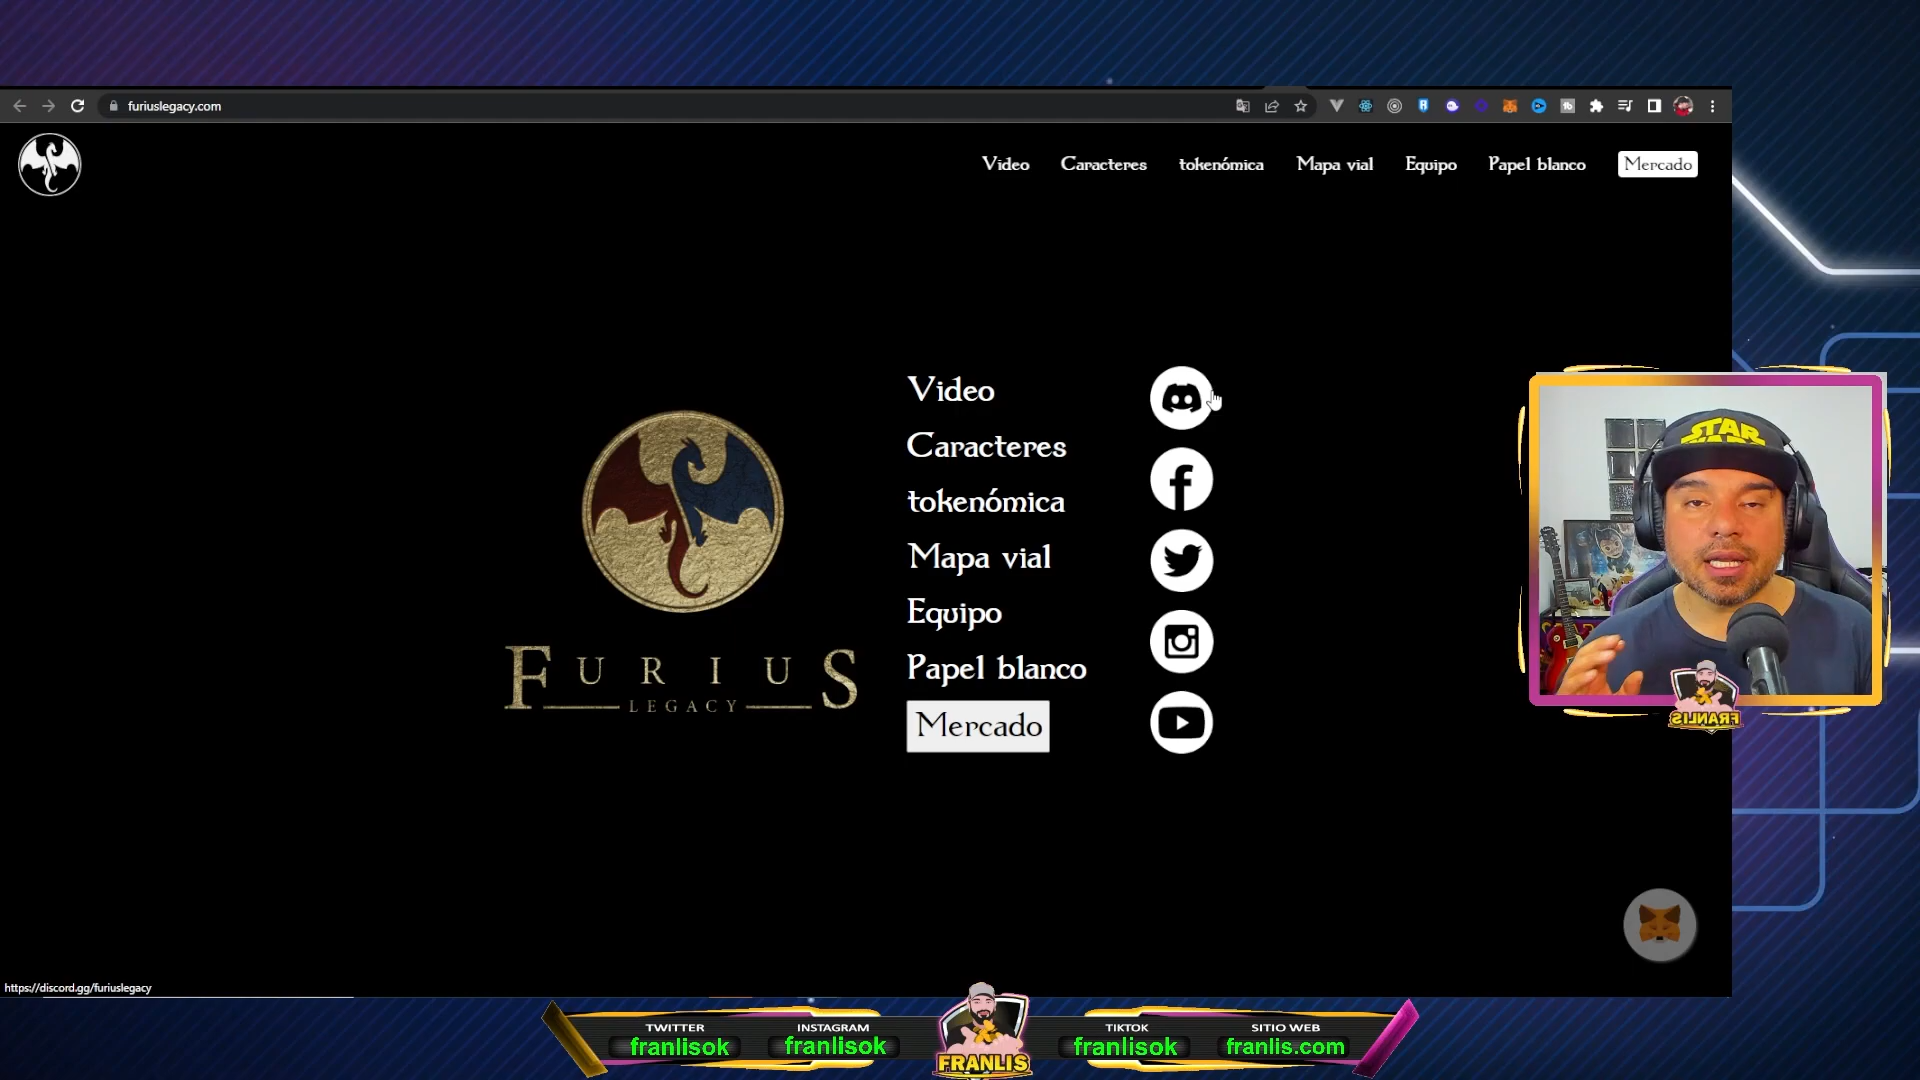 furiuslegacy.com
Video
Caracteres
tokenómica
Mapa vial
Equipo
Papel blanco
Mercado
Video
Caracteres
tokenómica
Mapa vial
Equipo
Papel blanco
Mercado
FURIUS
LEGACY
STAR
WARS
FRANLIS
https://discord.gg/furiuslegacy
TWITTER
franlisok
INSTAGRAM
franlisok
FRANLIS
TIKTOK
franlisok
SITIO WEB
franlis.com